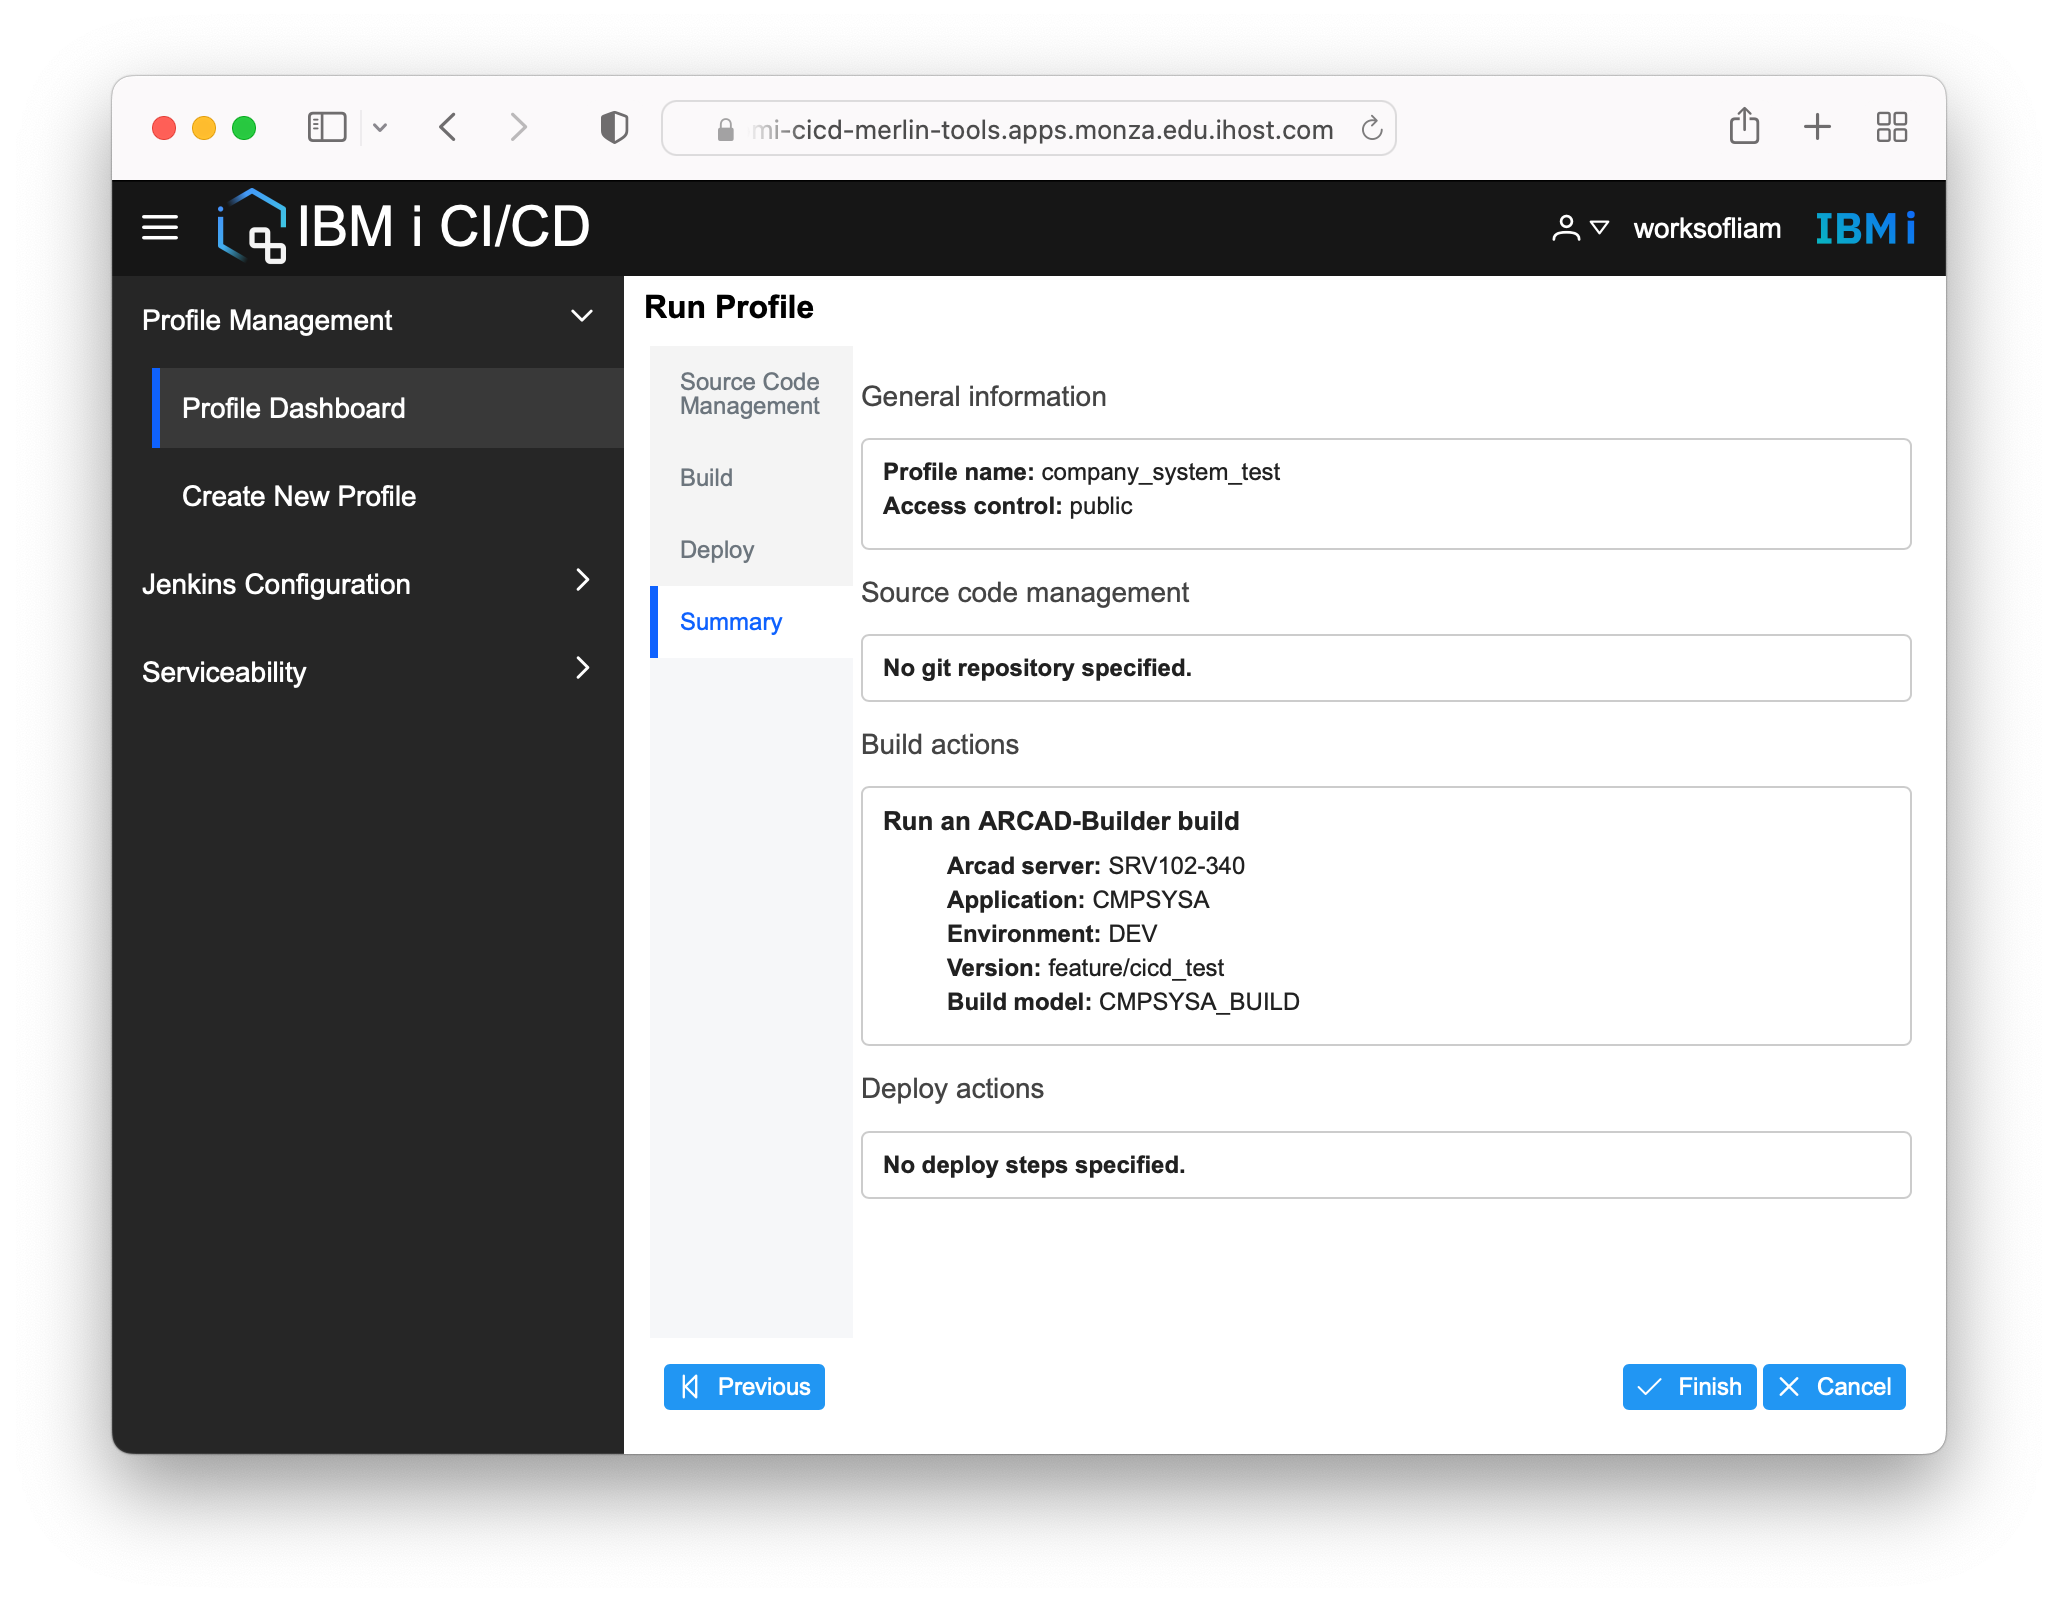 mi-cicd-merlin-tools.apps.monza.edu.ihost.com
IBM i CI/CD
worksofliam
IBM i
Profile Management
Profile Dashboard
Create New Profile
Jenkins Configuration
Serviceability
Run Profile
Source Code
Management
Build
Deploy
Summary
General information
Profile name: company_system_test
Access control: public
Source code management
No git repository specified.
Build actions
Run an ARCAD-Builder build
Arcad server: SRV102-340
Application: CMPSYSA
Environment: DEV
Version: feature/cicd_test
Build model: CMPSYSA_BUILD
Deploy actions
No deploy steps specified.
Previous
Finish
Cancel